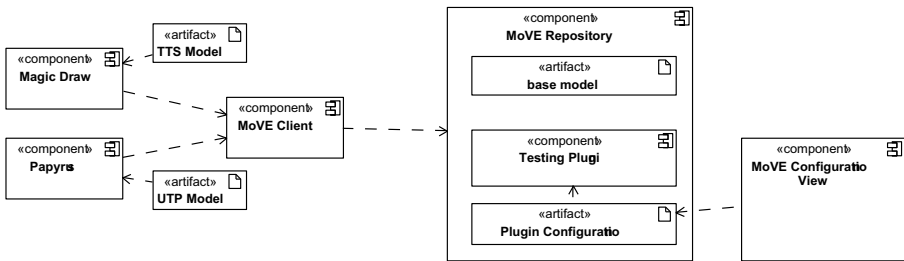 «component»
Magic Draw
«artifact»
TTS Model
«component»
Papyrus
«artifact»
UTP Model
«component»
MoVE Client
«component»
MoVE Repository
«artifact»
base model
«component»
Testing Plugi
«artifact»
Plugin Configuratio
«component»
MoVE Configuratio
View